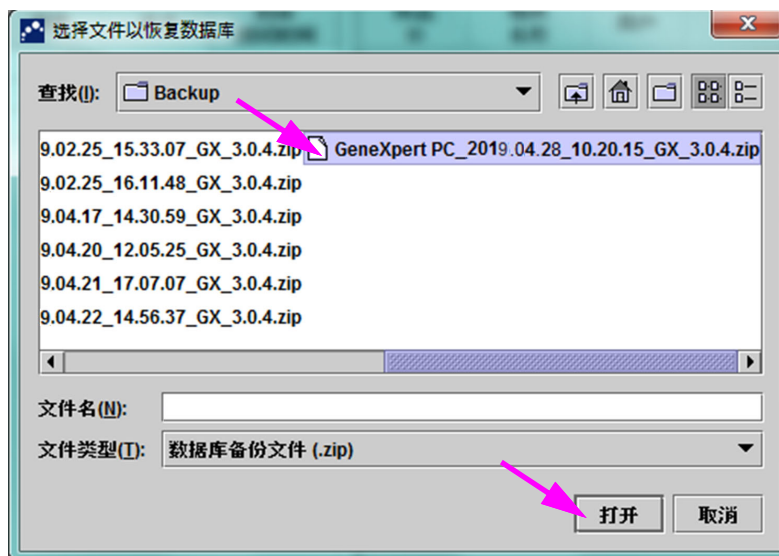 选择文件以恢复数据库
查找(I): Backup
9.02.25_15.33.07_GX_3.0.4.zip GeneXpert PC_2019.04.28_10.20.15_GX_3.0.4.zip
9.02.25_16.11.48_GX_3.0.4.zip
9.04.17_14.30.59_GX_3.0.4.zip
9.04.20_12.05.25_GX_3.0.4.zip
9.04.21_17.07.07_GX_3.0.4.zip
9.04.22_14.56.37_GX_3.0.4.zip
文件名(N):
文件类型(T): 数据库备份文件 (.zip)
打开 取消